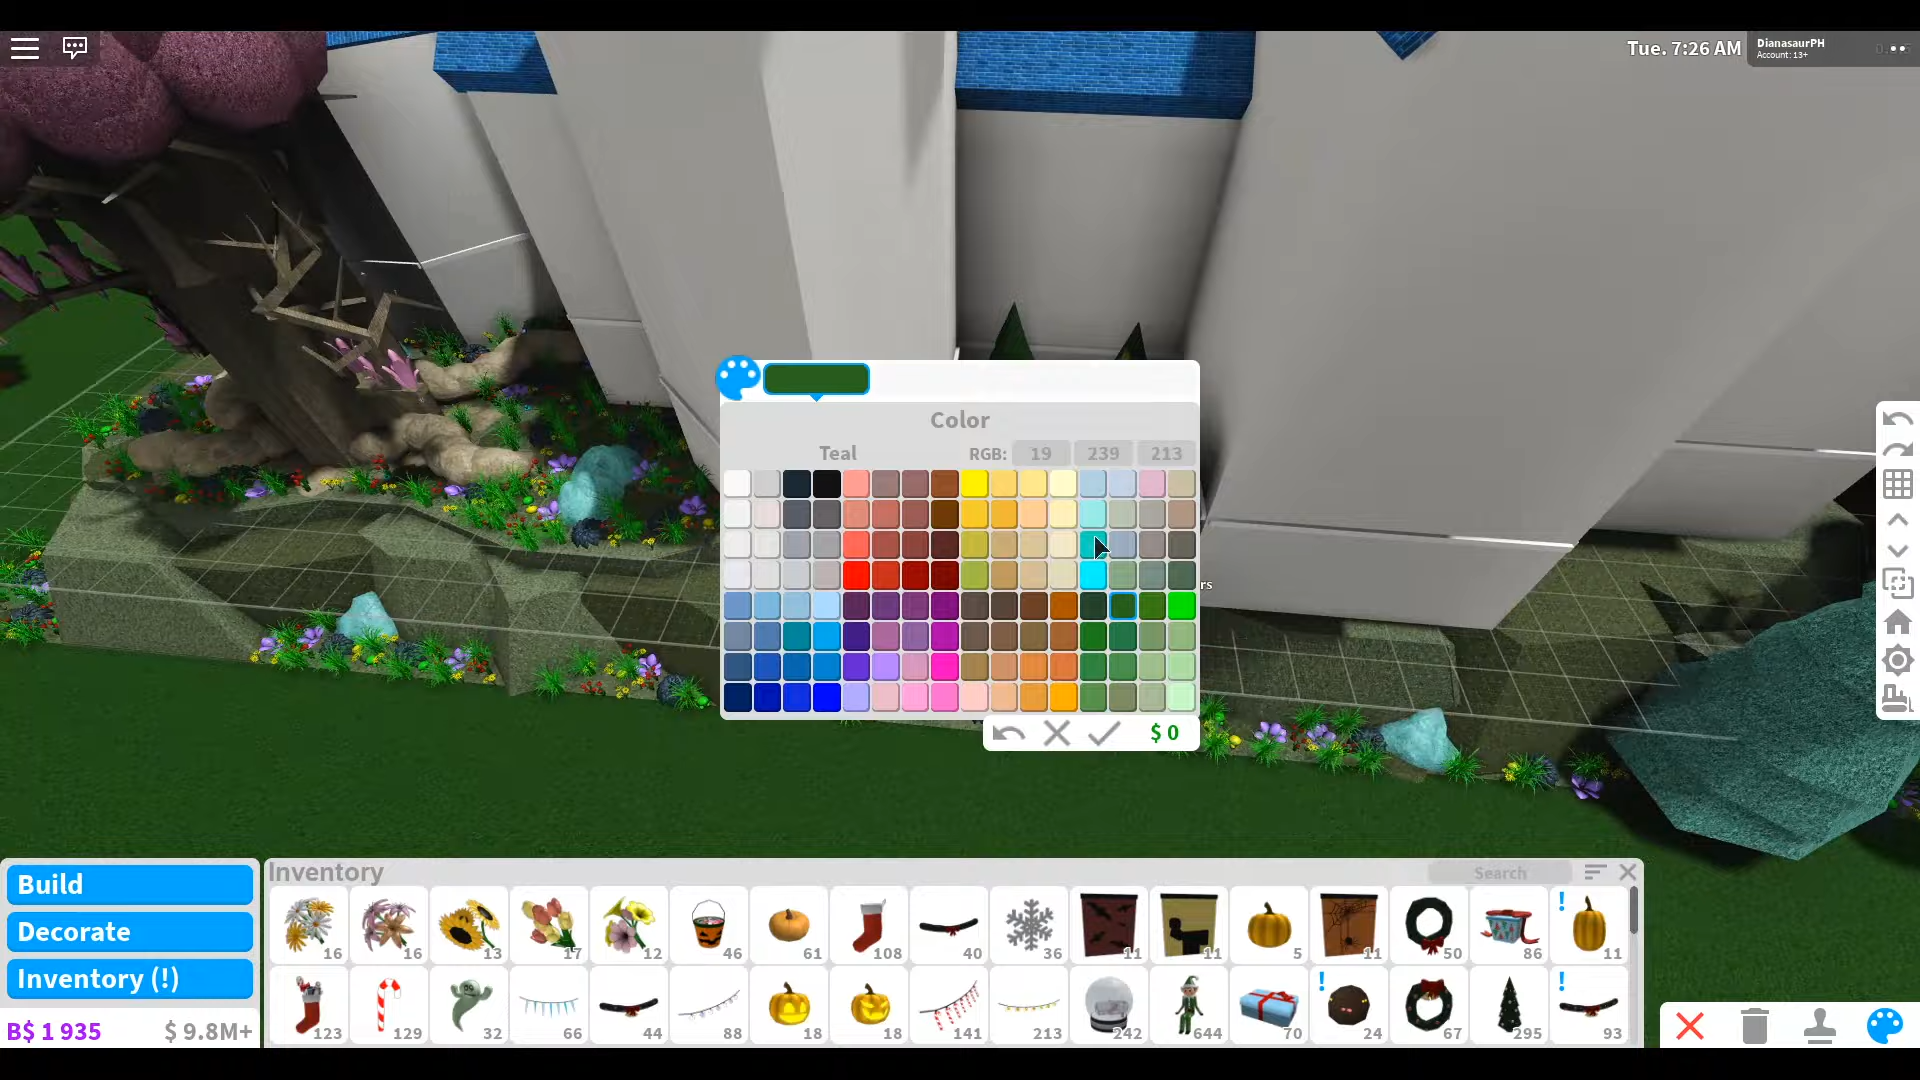 Tue. 7:26 AM
DianasaurPH
Account: 13+
Color
Teal
RGB: 19 239 213
rs
$ 0
Build
Decorate
Inventory (!)
B$ 1 935
$ 9.8M+
Inventory
Search
16 16 13 17 12 46 61 108 40 36 11 11 5 11 50 86 ! 11
123 129 32 66 44 88 18 18 141 213 242 644 70 ! 24 67 295 ! 93